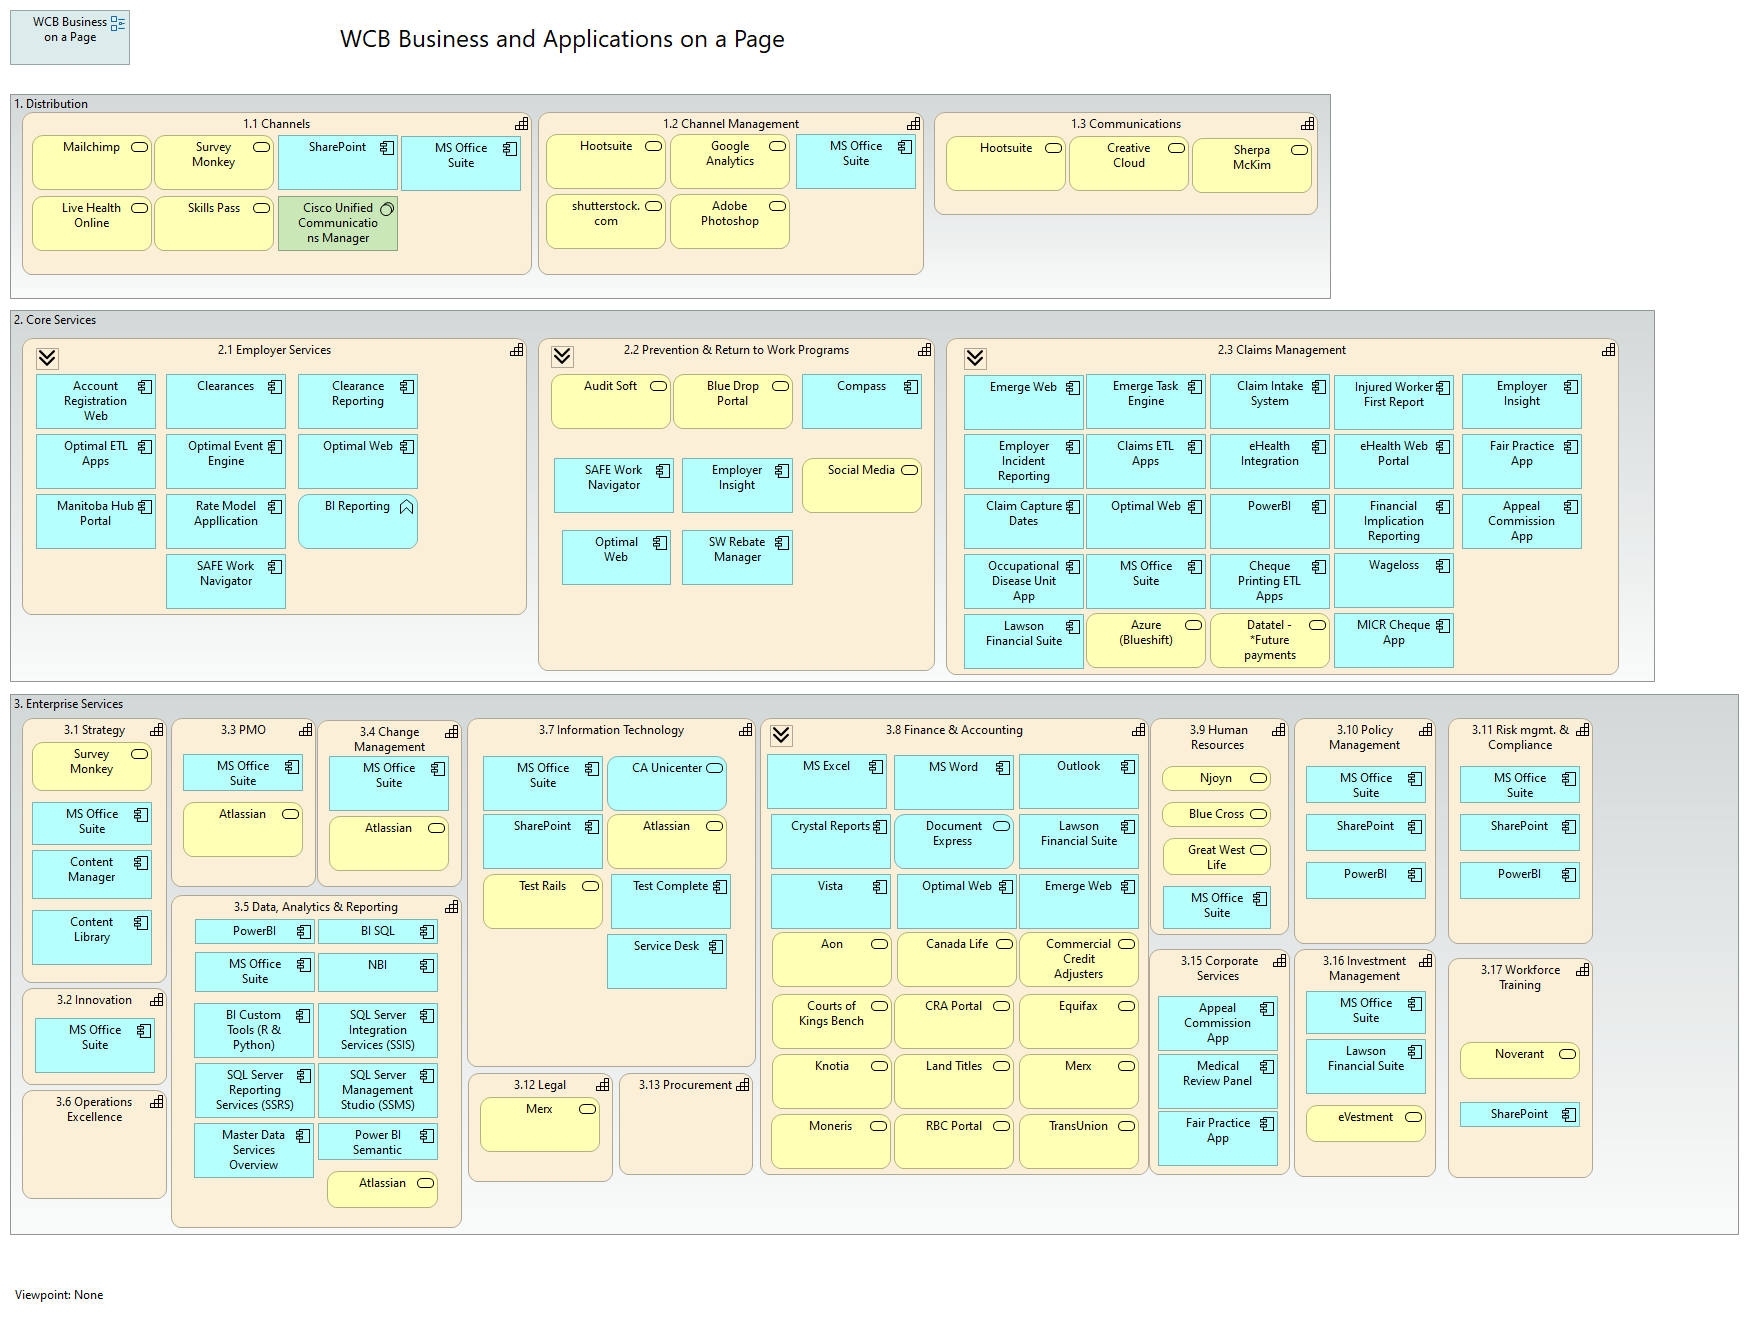 WCB Business
on a Page
WCB Business and Applications on a Page
1. Distribution
1.1 Channels
Mailchimp
Survey
Monkey
SharePoint
MS Office
Suite
Live Health
Online
Skills Pass
Cisco Unified
Communicatio
ns Manager
1.2 Channel Management
Hootsuite
Google
Analytics
MS Office
Suite
shutterstock.
com
Adobe
Photoshop
1.3 Communications
Hootsuite
Creative
Cloud
Sherpa
McKim
2. Core Services
2.1 Employer Services
Account
Registration
Web
Clearances
Clearance
Reporting
Optimal ETL
Apps
Optimal Event
Engine
Optimal Web
Manitoba Hub
Portal
Rate Model
Appllication
BI Reporting
SAFE Work
Navigator
2.2 Prevention & Return to Work Programs
Audit Soft
Blue Drop
Portal
Compass
SAFE Work
Navigator
Employer
Insight
Social Media
Optimal
Web
SW Rebate
Manager
2.3 Claims Management
Emerge Web
Emerge Task
Engine
Claim Intake
System
Injured Worker
First Report
Employer
Insight
Employer
Incident
Reporting
Claims ETL
Apps
eHealth
Integration
eHealth Web
Portal
Fair Practice
App
Claim Capture
Dates
Optimal Web
PowerBI
Financial
Implication
Reporting
Appeal
Commission
App
Occupational
Disease Unit
App
MS Office
Suite
Cheque
Printing ETL
Apps
Wageloss
Lawson
Financial Suite
Azure
(Blueshift)
Datatel -
*Future
payments
MICR Cheque
App
3. Enterprise Services
3.1 Strategy
Survey
Monkey
MS Office
Suite
Content
Manager
Content
Library
3.2 Innovation
MS Office
Suite
3.6 Operations
Excellence
3.3 PMO
MS Office
Suite
Atlassian
3.4 Change
Management
MS Office
Suite
Atlassian
3.5 Data, Analytics & Reporting
PowerBI
BI SQL
MS Office
Suite
NBI
BI Custom
Tools (R &
Python)
SQL Server
Integration
Services (SSIS)
SQL Server
Reporting
Services (SSRS)
SQL Server
Management
Studio (SSMS)
Master Data
Services
Overview
Power BI
Semantic
Atlassian
3.7 Information Technology
MS Office
Suite
CA Unicenter
SharePoint
Atlassian
Test Rails
Test Complete
Service Desk
3.12 Legal
Merx
3.13 Procurement
3.8 Finance & Accounting
MS Excel
MS Word
Outlook
Crystal Reports
Document
Express
Lawson
Financial Suite
Vista
Optimal Web
Emerge Web
Aon
Canada Life
Commercial
Credit
Adjusters
Courts of
Kings Bench
CRA Portal
Equifax
Knotia
Land Titles
Merx
Moneris
RBC Portal
TransUnion
3.9 Human
Resources
Njoyn
Blue Cross
Great West
Life
MS Office
Suite
3.10 Policy
Management
MS Office
Suite
SharePoint
PowerBI
3.11 Risk mgmt. &
Compliance
MS Office
Suite
SharePoint
PowerBI
3.15 Corporate
Services
Appeal
Commission
App
Medical
Review Panel
Fair Practice
App
3.16 Investment
Management
MS Office
Suite
Lawson
Financial Suite
eVestment
3.17 Workforce
Training
Noverant
SharePoint
Viewpoint: None